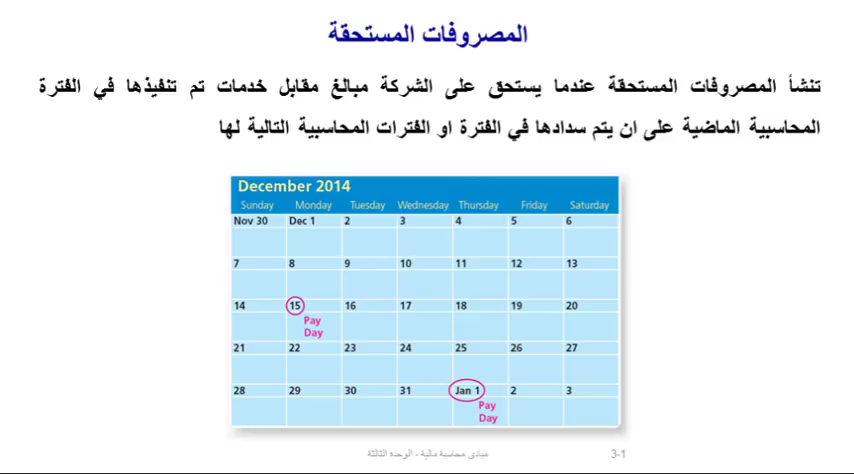 المصروفات المستحقة
تنشأ المصروفات المستحقة عندما يستحق على الشركة مبالغ مقابل خدمات تم تنفيذها في الفترة
المحاسبية الماضية على ان يتم سدادها في الفترة او الفترات المحاسبية التالية لها
December 2014
Sunday Monday Tuesday Wednesday Thursday Friday Saturday
Nov 30 Dec 1 2 3 4 5 6
7 8 9 10 11 12 13
14 15 16 17 18 19 20
Pay
Day
21 22 23 24 25 26 27
28 29 30 31 Jan 1 2 3
Pay
Day
مبادئ محاسبة مالية - الوحده الثالثة
3-1